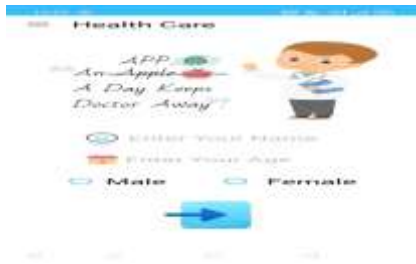 Health Care
APP
An Apple
A Day Keeps
Doctor Away"
Enter Your Name
Enter Your Age
Male Female